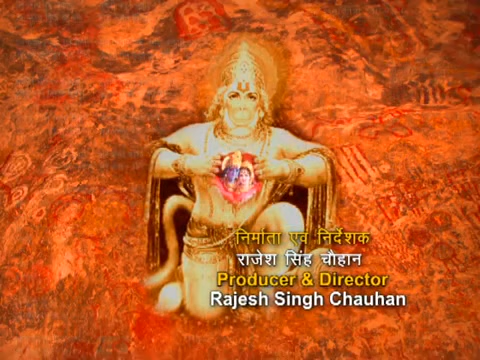 निर्माता एवं निर्देशक
राजेश सिंह चौहान
Producer & Director
Rajesh Singh Chauhan